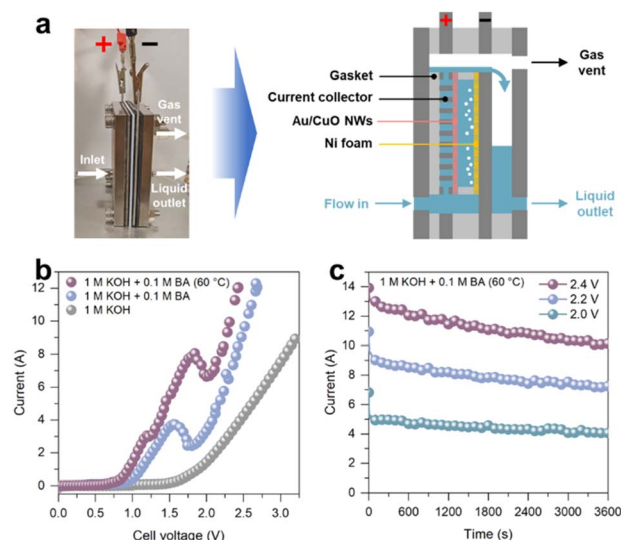 a
+
−
Gas
vent
Inlet
Liquid
outlet
+
−
Gasket
Current collector
Au/CuO NWs
Ni foam
Flow in
Gas
vent
Liquid
outlet
b
1 M KOH + 0.1 M BA (60 °C)
1 M KOH + 0.1 M BA
1 M KOH
12
10
8
6
4
2
0
Current (A)
0.0 0.5 1.0 1.5 2.0 2.5 3.0
Cell voltage (V)
c
1 M KOH + 0.1 M BA (60 °C)
2.4 V
2.2 V
2.0 V
14
12
10
8
6
4
2
0
Current (A)
0 600 1200 1800 2400 3000 3600
Time (s)